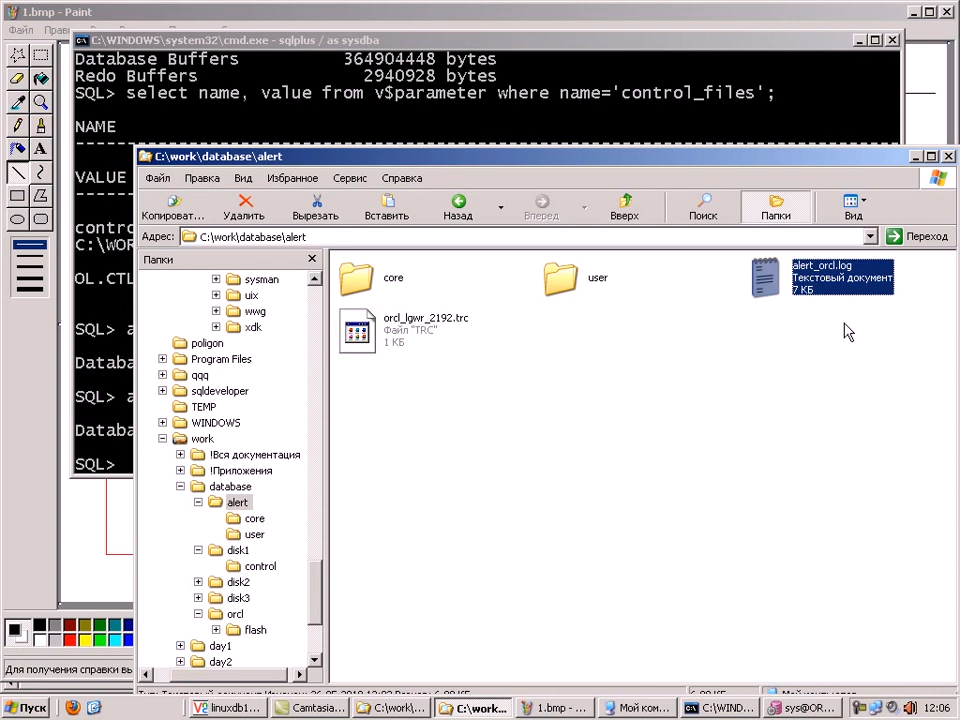 1.bmp - Paint
Файл
C:\WINDOWS\system32\cmd.exe - sqlplus / as sysdba
Database Buffers 364904448 bytes
Redo Buffers 2940928 bytes
SQL> select name, value from v$parameter where name='control_files';
NAME
VALUE
contro
C:\WOR
OL.CTL
SQL> a
Databa
SQL> a
Databa
SQL>
C:\work\database\alert
Файл Правка Вид Избранное Сервис Справка
Копироват... Удалить Вырезать Вставить Назад Вперед Вверх Поиск Папки Вид
Адрес: C:\work\database\alert Переход
Папки
sysman
uix
wwg
xdk
poligon
Program Files
qqq
sqldeveloper
TEMP
WINDOWS
work
!Вся документация
!Приложения
database
alert
core
user
disk1
control
disk2
disk3
orcl
flash
day1
day2
core
user
alert_orcl.log
Текстовый документ
7 КБ
orcl_lgwr_2192.trc
Файл "TRC"
1 КБ
Для получения справки вы
Пуск linuxdb1... Camtasia... C:\work\... C:\work... 1.bmp - ... Мой ком... C:\WIND... sys@OR... 12:06